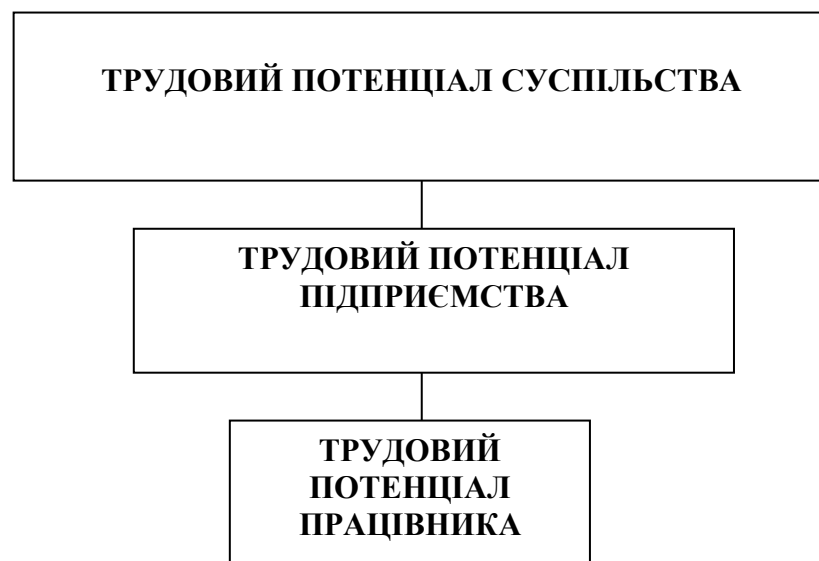 ТРУДОВИЙ ПОТЕНЦІАЛ СУСПІЛЬСТВА
ТРУДОВИЙ ПОТЕНЦІАЛ
ПІДПРИЄМСТВА
ТРУДОВИЙ
ПОТЕНЦІАЛ
ПРАЦІВНИКА